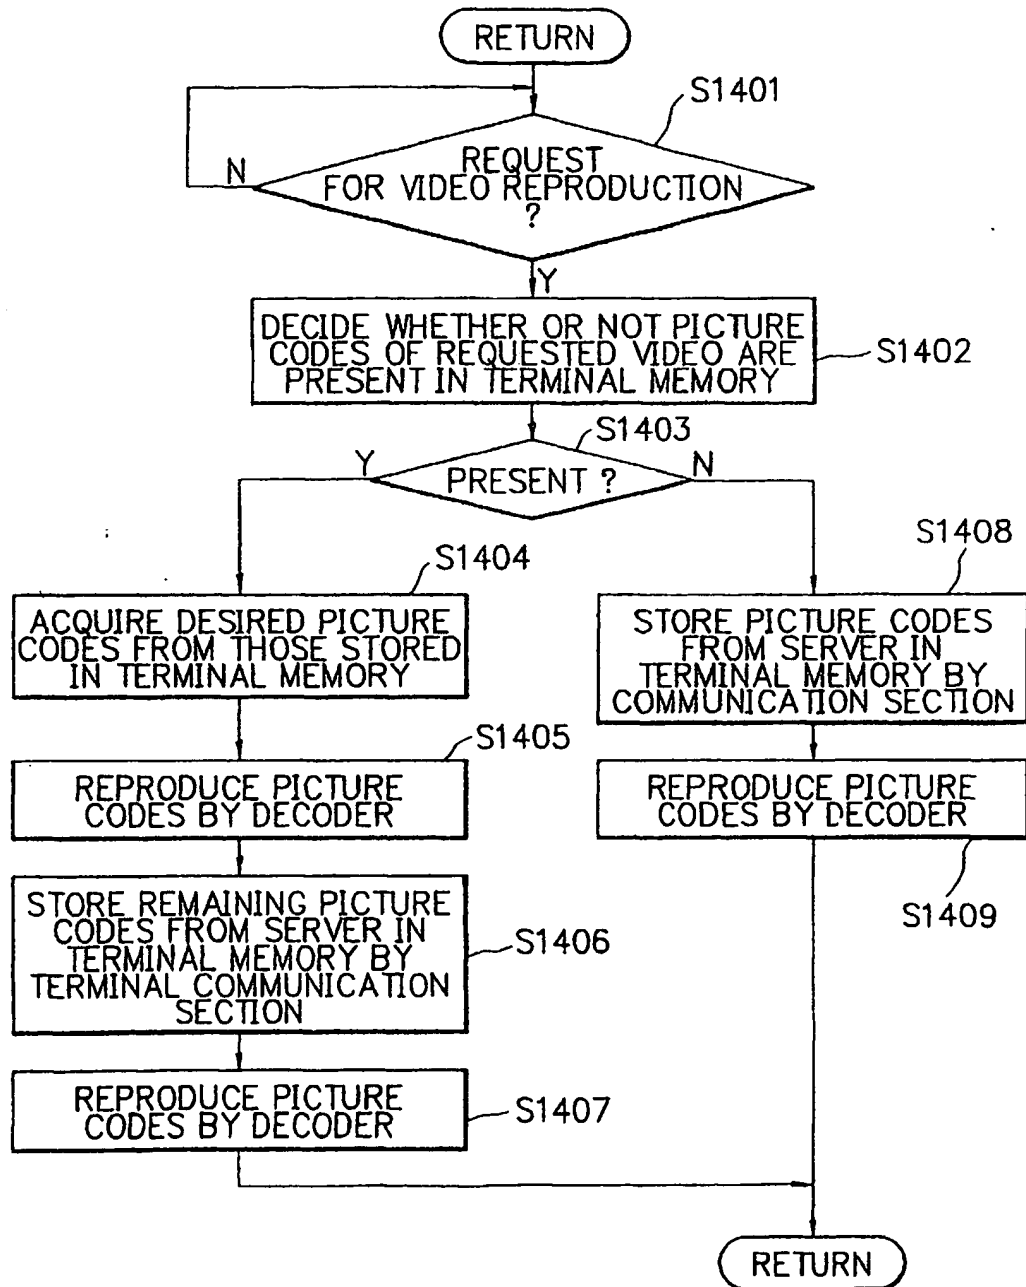 RETURN
S1401
REQUEST
FOR VIDEO REPRODUCTION
?
N
Y
DECIDE WHETHER OR NOT PICTURE
CODES OF REQUESTED VIDEO ARE
PRESENT IN TERMINAL MEMORY
S1402
S1403
Y
PRESENT ?
N
S1404
ACQUIRE DESIRED PICTURE
CODES FROM THOSE STORED
IN TERMINAL MEMORY
S1405
REPRODUCE PICTURE
CODES BY DECODER
STORE REMAINING PICTURE
CODES FROM SERVER IN
TERMINAL MEMORY BY
TERMINAL COMMUNICATION
SECTION
S1406
REPRODUCE PICTURE
CODES BY DECODER
S1407
S1408
STORE PICTURE CODES
FROM SERVER IN
TERMINAL MEMORY BY
COMMUNICATION SECTION
REPRODUCE PICTURE
CODES BY DECODER
S1409
RETURN